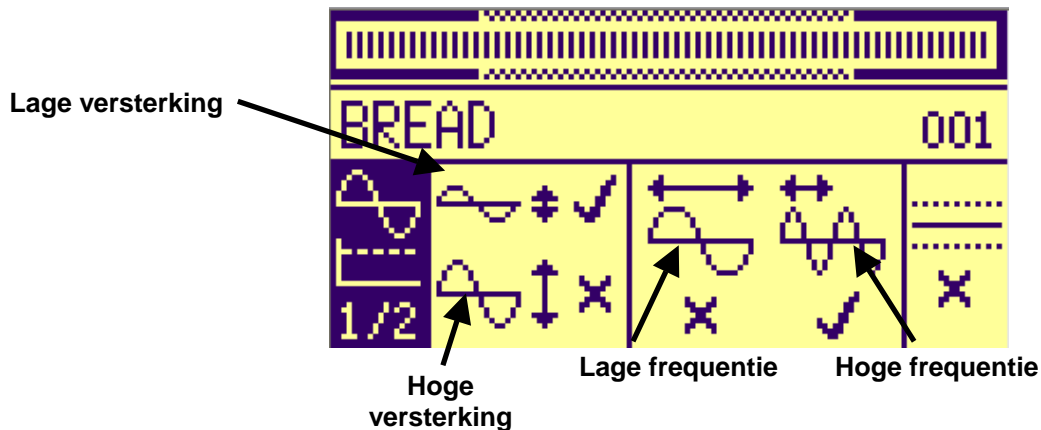 Lage versterking
BREAD 001
1/2
Lage frequentie Hoge frequentie
Hoge
versterking